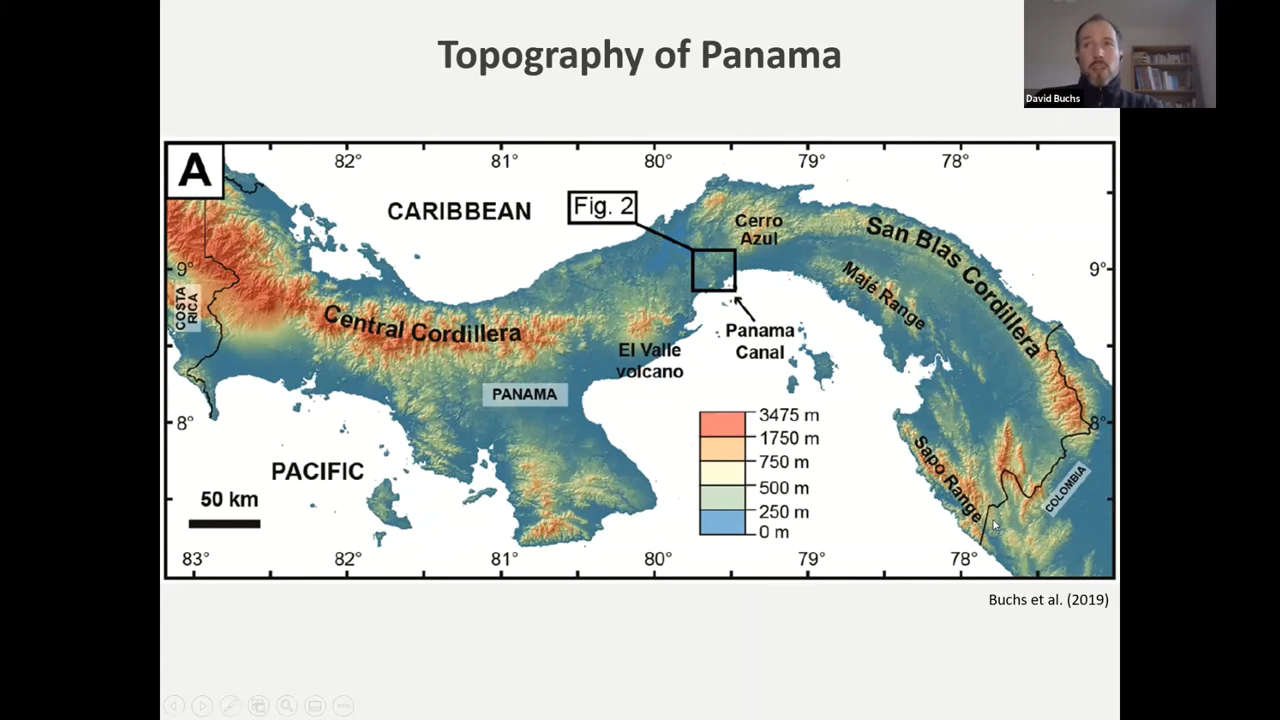 Topography of Panama
David Buchs
A
82°
81°
80°
79°
78°
CARIBBEAN
Fig. 2
Cerro
Azul
San Blas Cordillera
9°
9°
COSTA
RICA
Majé Range
Central Cordillera
Panama
Canal
El Valle
volcano
PANAMA
3475 m
1750 m
750 m
500 m
250 m
0 m
8°
8°
PACIFIC
Sapo Range
COLOMBIA
50 km
83°
82°
81°
80°
79°
78°
Buchs et al. (2019)